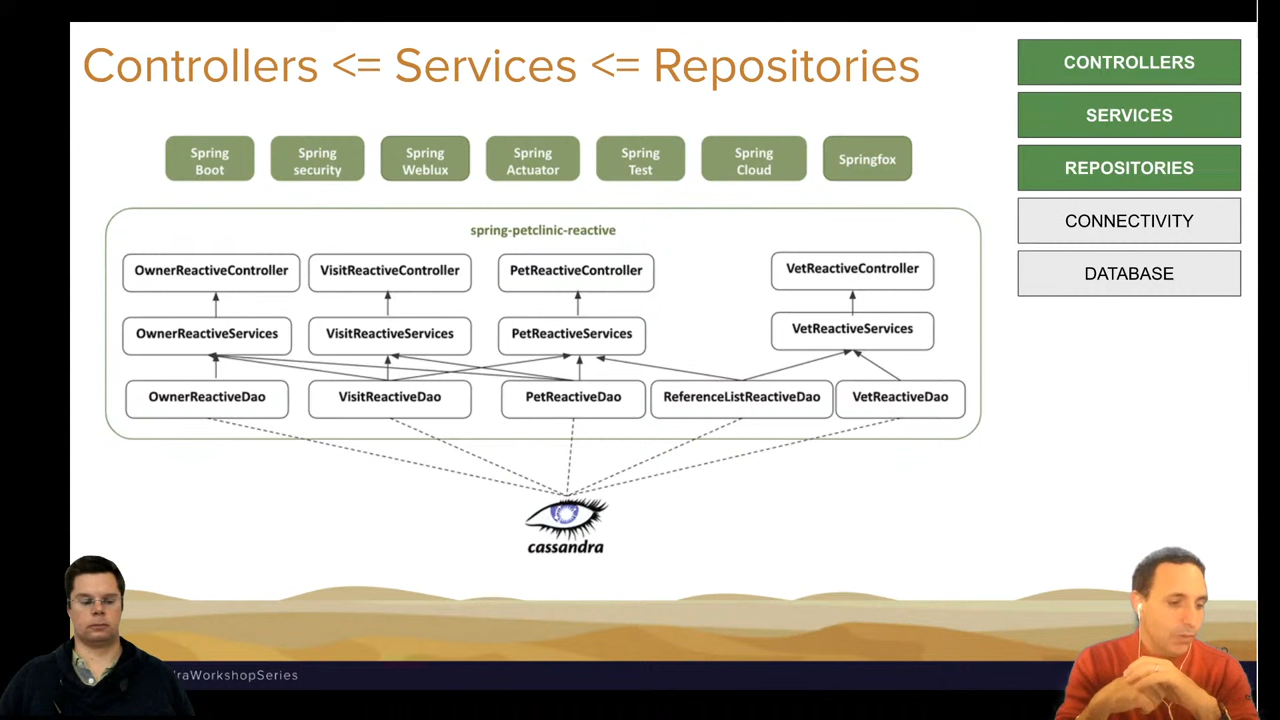 Controllers <= Services <= Repositories
CONTROLLERS
SERVICES
REPOSITORIES
CONNECTIVITY
DATABASE
Spring
Boot
Spring
security
Spring
Weblux
Spring
Actuator
Spring
Test
Spring
Cloud
Springfox
spring-petclinic-reactive
OwnerReactiveController
VisitReactiveController
PetReactiveController
VetReactiveController
OwnerReactiveServices
VisitReactiveServices
PetReactiveServices
VetReactiveServices
OwnerReactiveDao
VisitReactiveDao
PetReactiveDao
ReferenceListReactiveDao
VetReactiveDao
cassandra
raWorkshopSeries